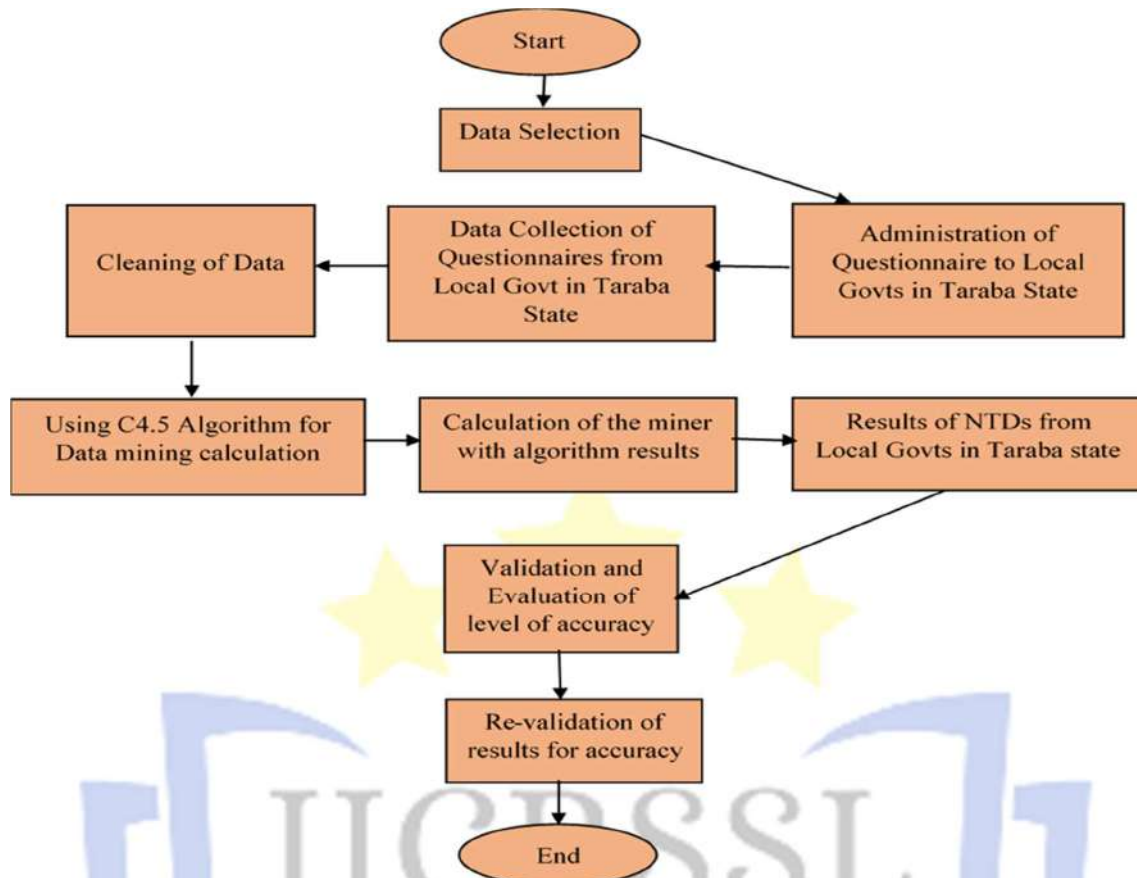 Start
Data Selection
Administration of
Questionnaire to Local
Govts in Taraba State
Data Collection of
Questionnaires from
Local Govt in Taraba
State
Cleaning of Data
Using C4.5 Algorithm for
Data mining calculation
Calculation of the miner
with algorithm results
Results of NTDs from
Local Govts in Taraba state
Validation and
Evaluation of
level of accuracy
Re-validation of
results for accuracy
End